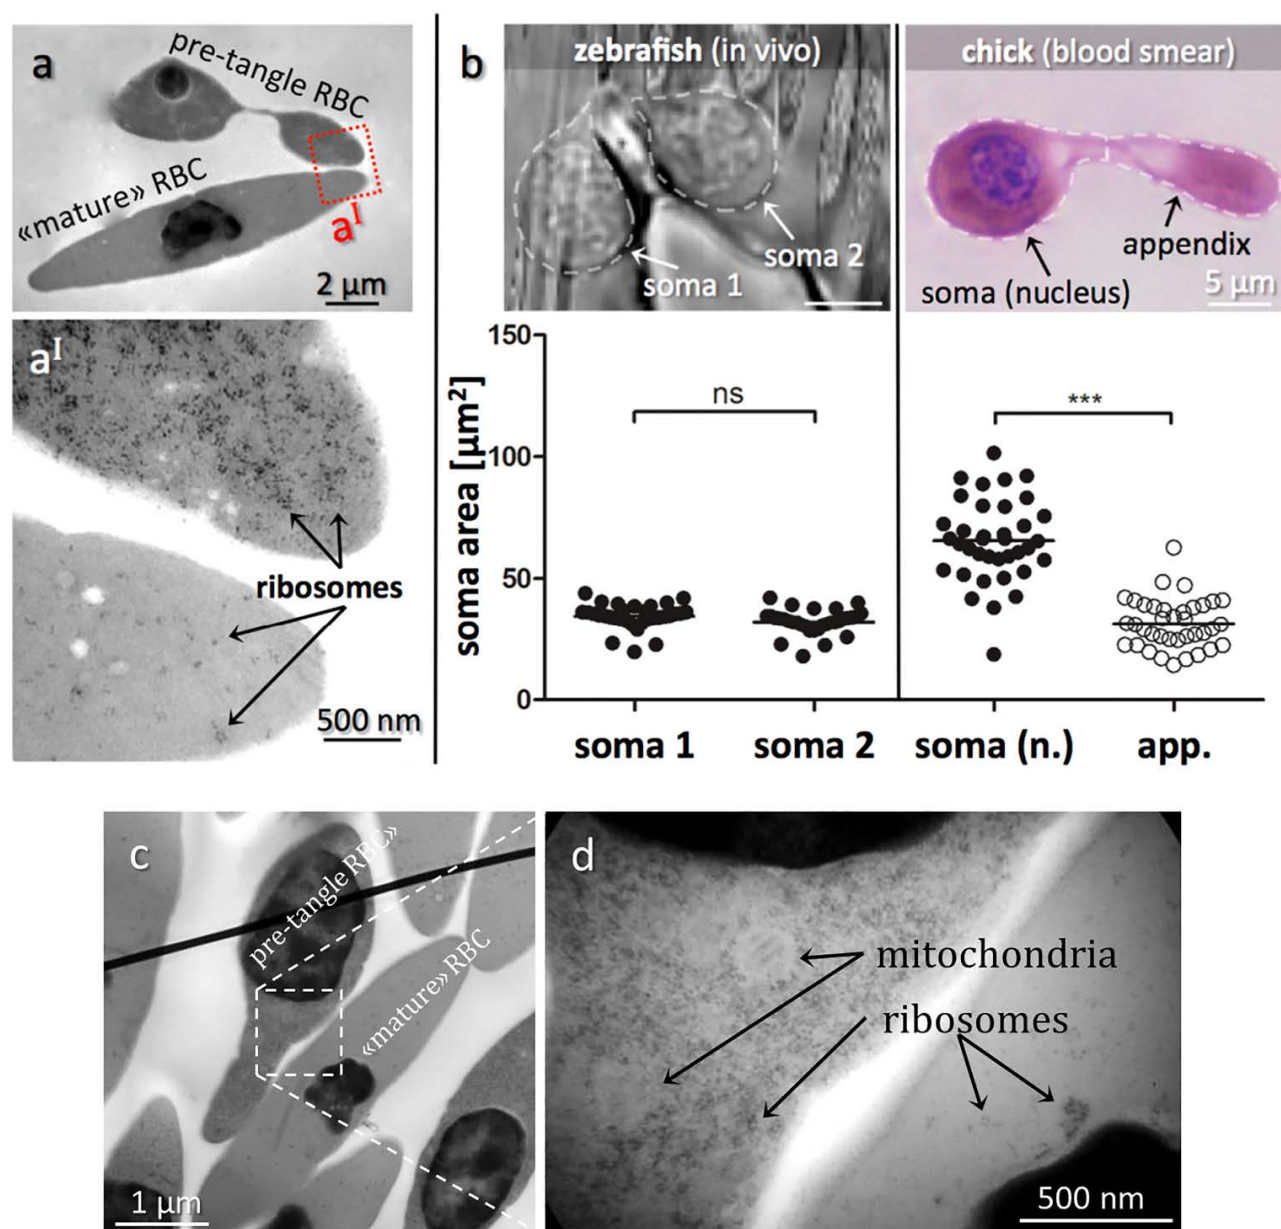 a
pre-tangle RBC
«mature» RBC
aᴵ
2 µm
aᴵ
ribosomes
500 nm
b
zebrafish (in vivo)
soma 1
soma 2
chick (blood smear)
appendix
soma (nucleus)
5 µm
soma area [µm²]
150
100
50
0
ns
***
soma 1
soma 2
soma (n.)
app.
c
pre-tangle RBC»
«mature» RBC
1 µm
d
mitochondria
ribosomes
500 nm